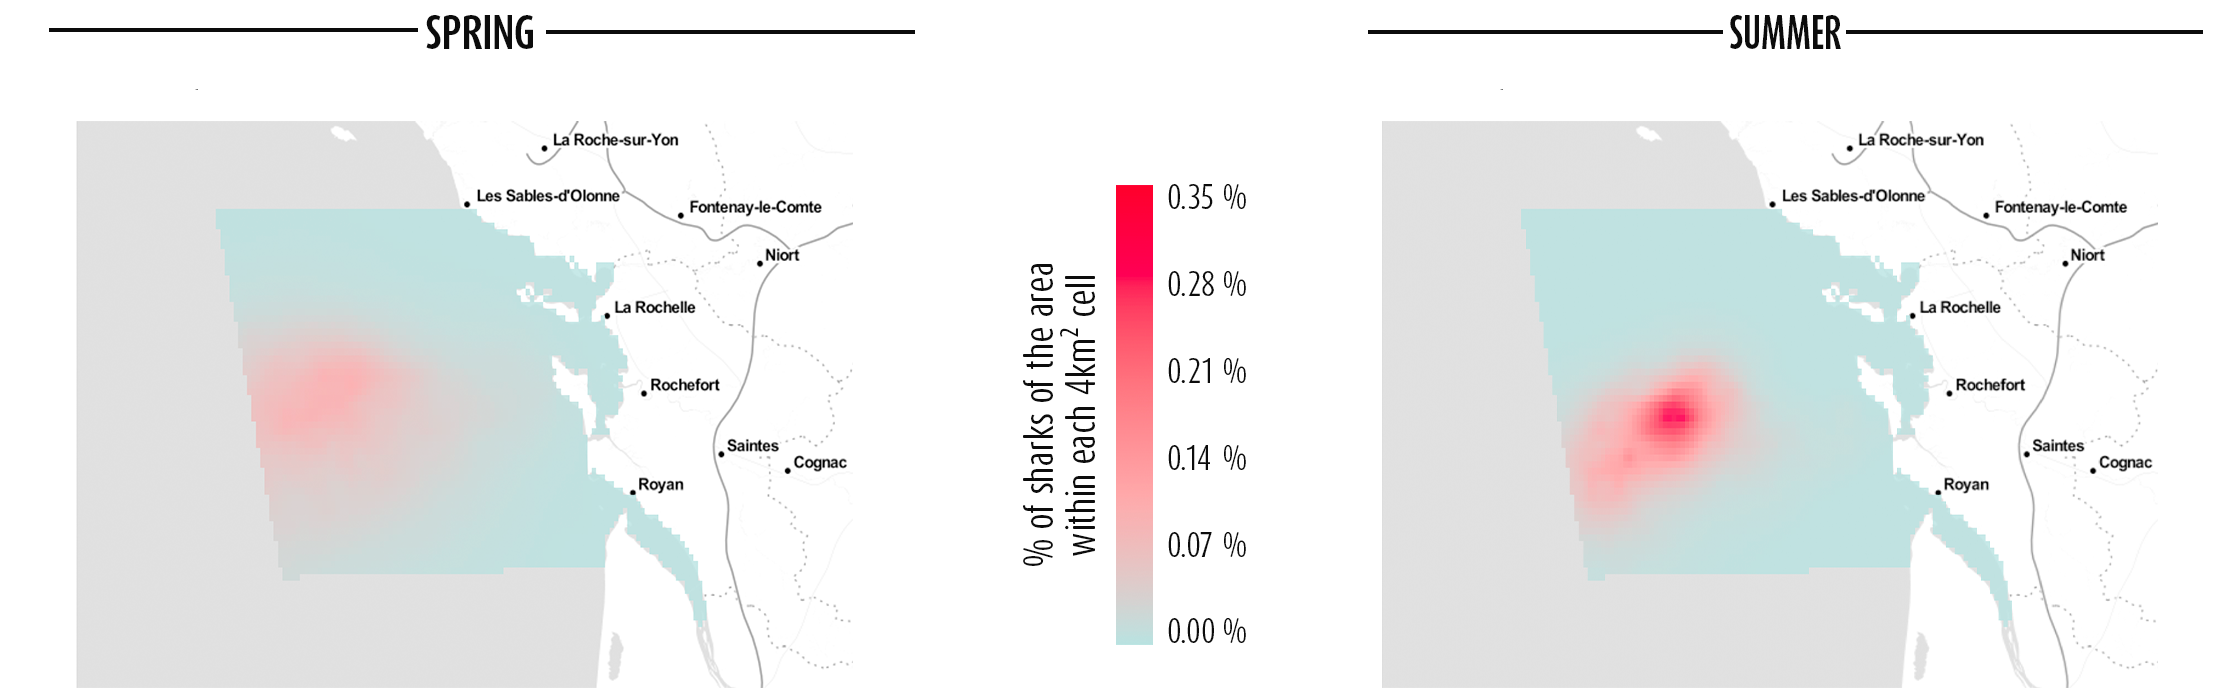 SPRING
SUMMER
La Roche-sur-Yon
Les Sables-d'Olonne
Fontenay-le-Comte
Niort
La Rochelle
Rochefort
Saintes
Cognac
Royan
% of sharks of the area
within each 4km² cell
0.35 %
0.28 %
0.21 %
0.14 %
0.07 %
0.00 %
La Roche-sur-Yon
Les Sables-d'Olonne
Fontenay-le-Comte
Niort
La Rochelle
Rochefort
Saintes
Cognac
Royan